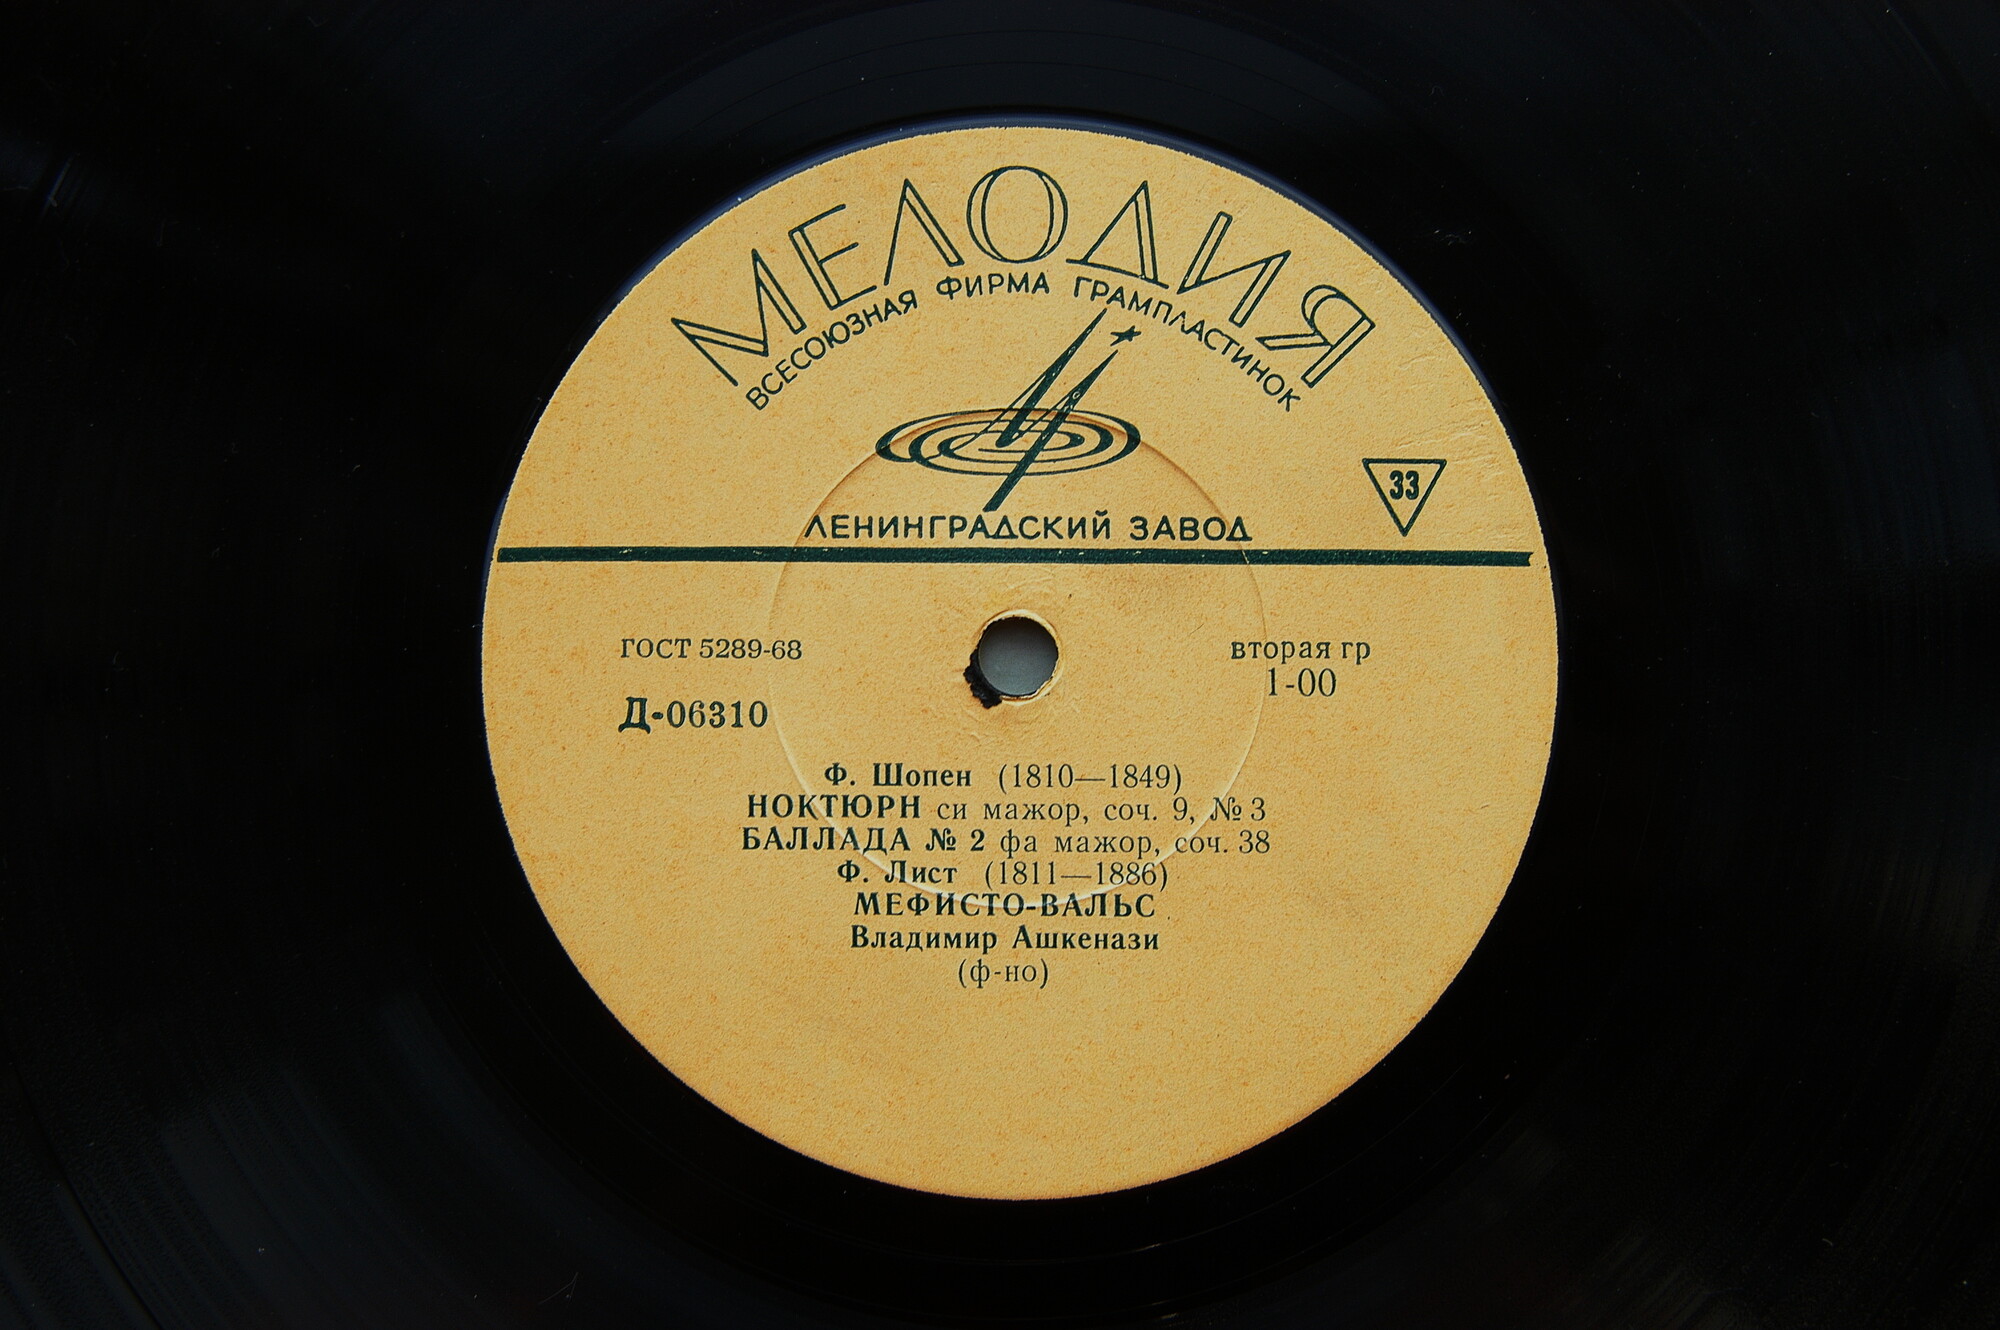 МЕЛОДИЯ
ВСЕСОЮЗНАЯ ФИРМА ГРАМПЛАСТИНОК
33
ЛЕНИНГРАДСКИЙ ЗАВОД
ГОСТ 5289-68
вторая гр
1-00
Д-06310
Ф. Шопен (1810—1849)
НОКТЮРН си мажор, соч. 9, № 3
БАЛЛАДА № 2 фа мажор, соч. 38
Ф. Лист (1811—1886)
МЕФИСТО-ВАЛЬС
Владимир Ашкенази
(ф-но)